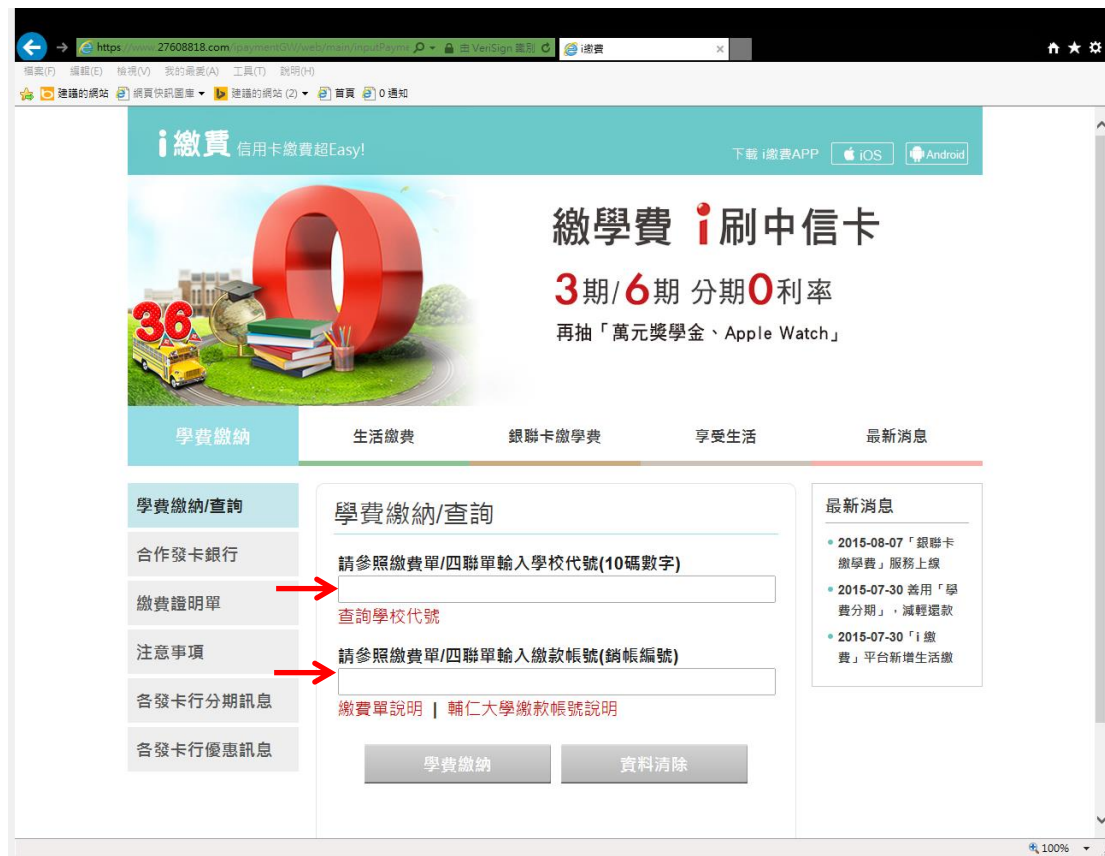 https://www.27608818.com/ipaymentGW/web/main/inputPayme
VeriSign 識別
i繳費
檔案(F) 編輯(E) 檢視(V) 我的最愛(A) 工具(T) 說明(H)
建議的網站 網頁快訊圖庫 建議的網站 (2) 首頁 0 通知
i繳費 信用卡繳費超Easy!
下載 i繳費APP iOS Android
繳學費 i刷中信卡
3期/6期 分期0利率
再抽「萬元獎學金、Apple Watch」
0
36
學費繳納 生活繳費 銀聯卡繳學費 享受生活 最新消息
學費繳納/查詢
合作發卡銀行
繳費證明單
注意事項
各發卡行分期訊息
各發卡行優惠訊息
學費繳納/查詢
請參照繳費單/四聯單輸入學校代號(10碼數字)
查詢學校代號
請參照繳費單/四聯單輸入繳款帳號(銷帳編號)
繳費單說明 | 輔仁大學繳款帳號說明
學費繳納 資料清除
最新消息
2015-08-07「銀聯卡
繳學費」服務上線
2015-07-30 善用「學
費分期」，減輕還款
2015-07-30「i 繳
費」平台新增生活繳
100%